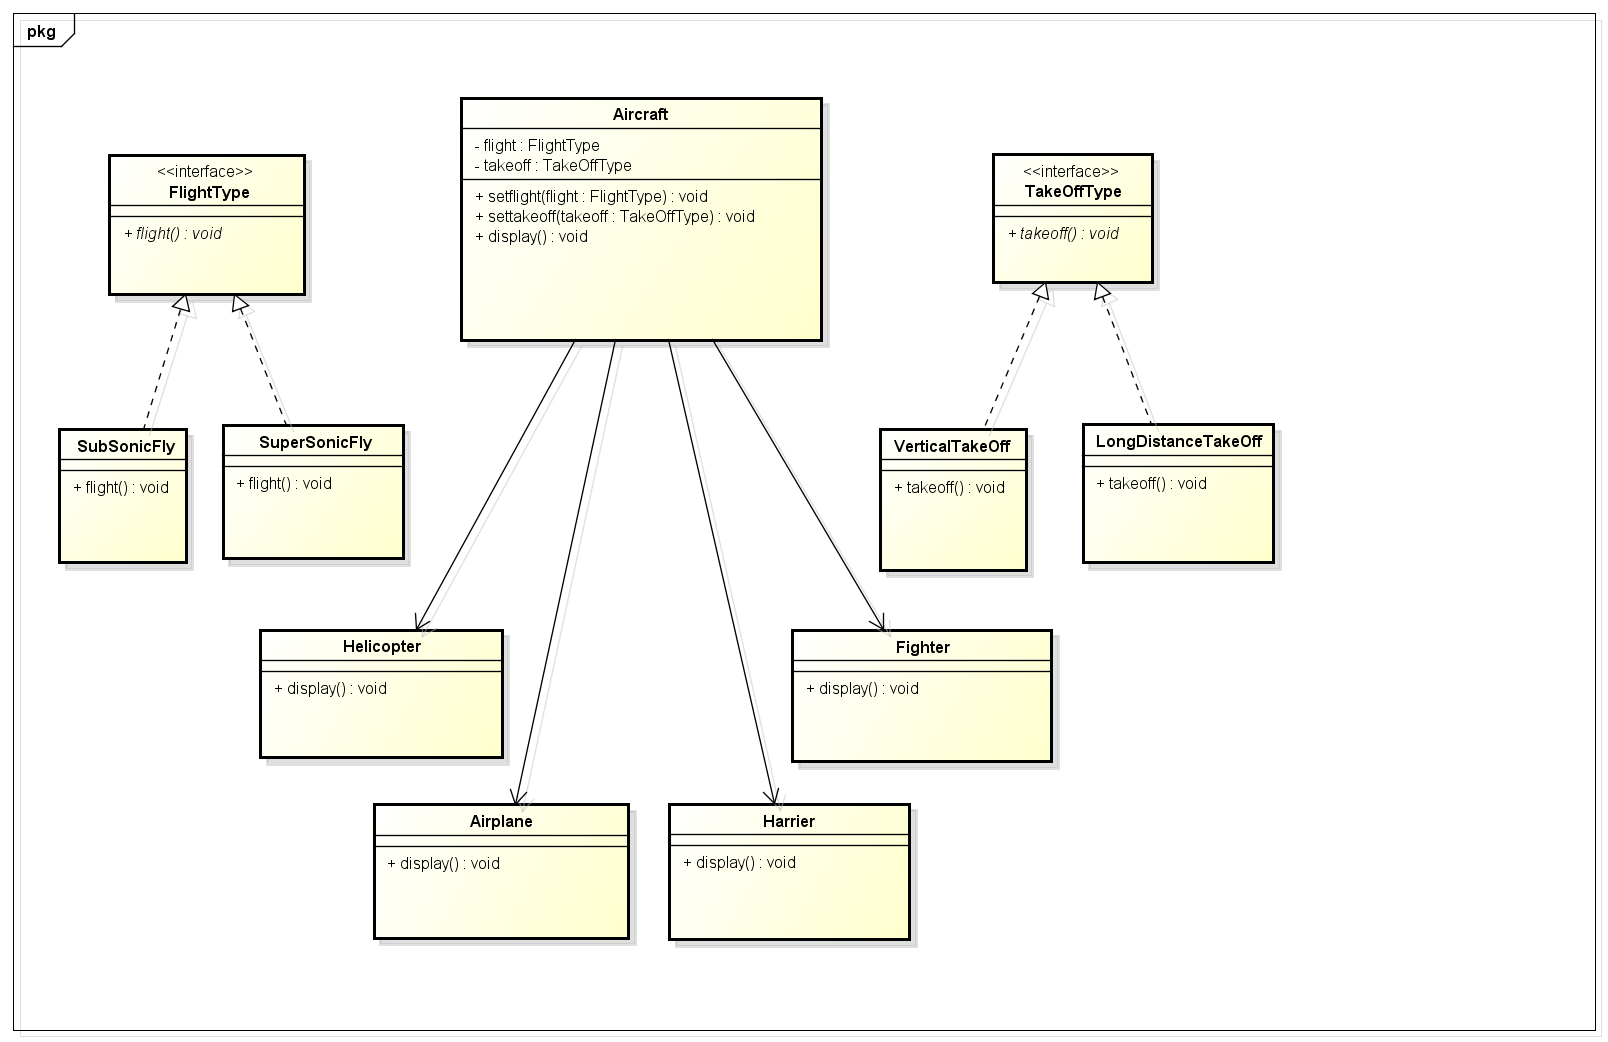 pkg
Aircraft
- flight : FlightType
- takeoff : TakeOffType
+ setflight(flight : FlightType) : void
+ settakeoff(takeoff : TakeOffType) : void
+ display() : void
<<interface>>
FlightType
+ flight() : void
<<interface>>
TakeOffType
+ takeoff() : void
SubSonicFly
+ flight() : void
SuperSonicFly
+ flight() : void
VerticalTakeOff
+ takeoff() : void
LongDistanceTakeOff
+ takeoff() : void
Helicopter
+ display() : void
Fighter
+ display() : void
Airplane
+ display() : void
Harrier
+ display() : void